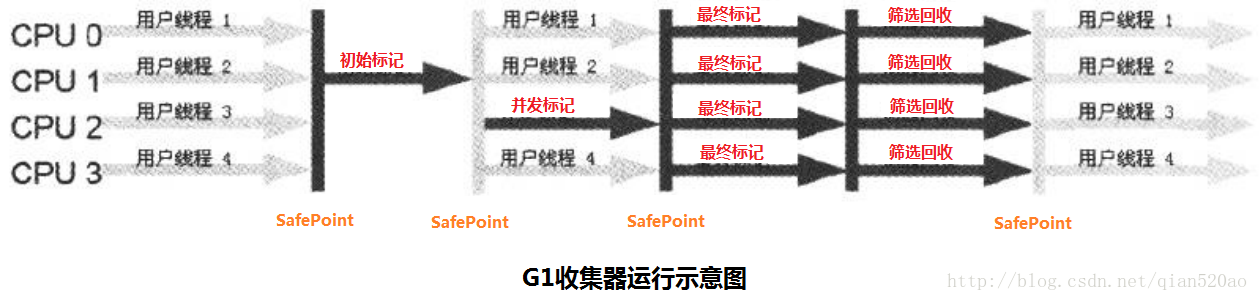 CPU 0 用户线程 1 用户线程 1 最终标记 筛选回收 用户线程 1
初始标记
CPU 1 用户线程 2 用户线程 2 最终标记 筛选回收 用户线程 2
CPU 2 用户线程 3 并发标记 最终标记 筛选回收 用户线程 3
CPU 3 用户线程 4 用户线程 4 最终标记 筛选回收 用户线程 4
SafePoint SafePoint SafePoint SafePoint
G1收集器运行示意图
http://blog.csdn.net/qian520ao